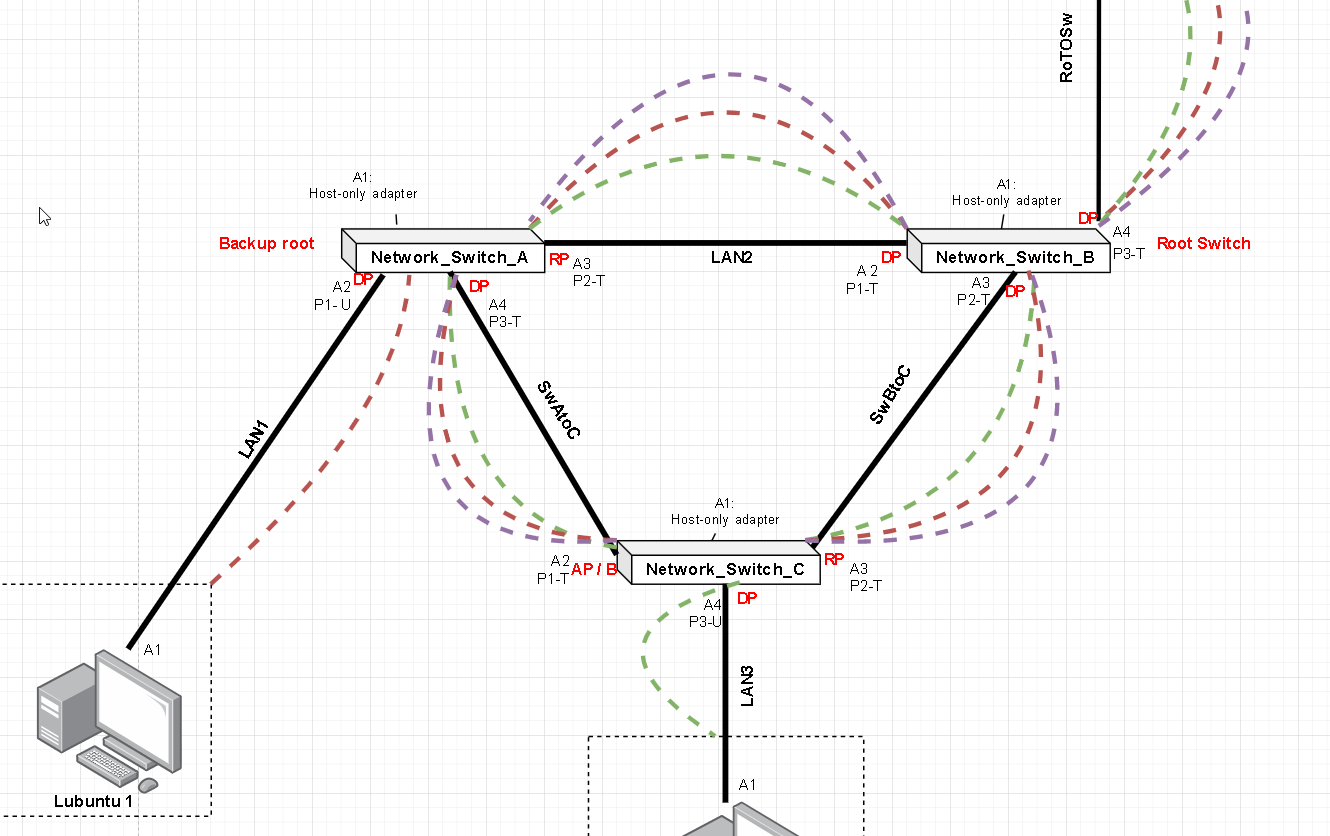 RoTOSw
A1:
Host-only adapter
A1:
Host-only adapter
Backup root
Network_Switch_A
RP
A3
P2-T
LAN2
DP
A 2
P1-T
Network_Switch_B
DP
A4
P3-T
Root Switch
DP
A2
P1- U
DP
A4
P3-T
A3
P2-T
DP
LAN1
SwAtoC
SwBtoC
A1:
Host-only adapter
A2
P1-T
AP / B
Network_Switch_C
RP
A3
P2-T
A4
P3-U
DP
LAN3
A1
Lubuntu 1
A1